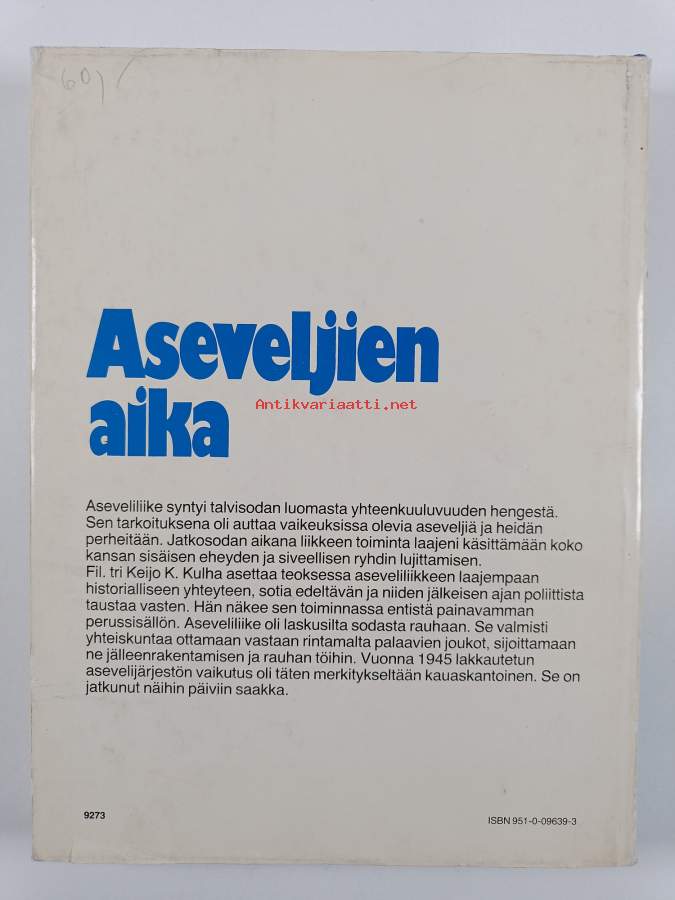 60,-
Aseveljien
aika
Antikvariaatti.net
Aseveliliike syntyi talvisodan luomasta yhteenkuuluvuuden hengestä.
Sen tarkoituksena oli auttaa vaikeuksissa olevia aseveljiä ja heidän
perheitään. Jatkosodan aikana liikkeen toiminta laajeni käsittämään koko
kansan sisäisen eheyden ja siveellisen ryhdin lujittamisen.
Fil. tri Keijo K. Kulha asettaa teoksessa aseveliliikkeen laajempaan
historialliseen yhteyteen, sotia edeltävän ja niiden jälkeisen ajan poliittista
taustaa vasten. Hän näkee sen toiminnassa entistä painavamman
perussisällön. Aseveliliike oli laskusilta sodasta rauhaan. Se valmisti
yhteiskuntaa ottamaan vastaan rintamalta palaavien joukot, sijoittamaan
ne jälleenrakentamisen ja rauhan töihin. Vuonna 1945 lakkautetun
asevelijärjestön vaikutus oli täten merkitykseltään kauaskantoinen. Se on
jatkunut näihin päiviin saakka.
9273
ISBN 951-0-09639-3